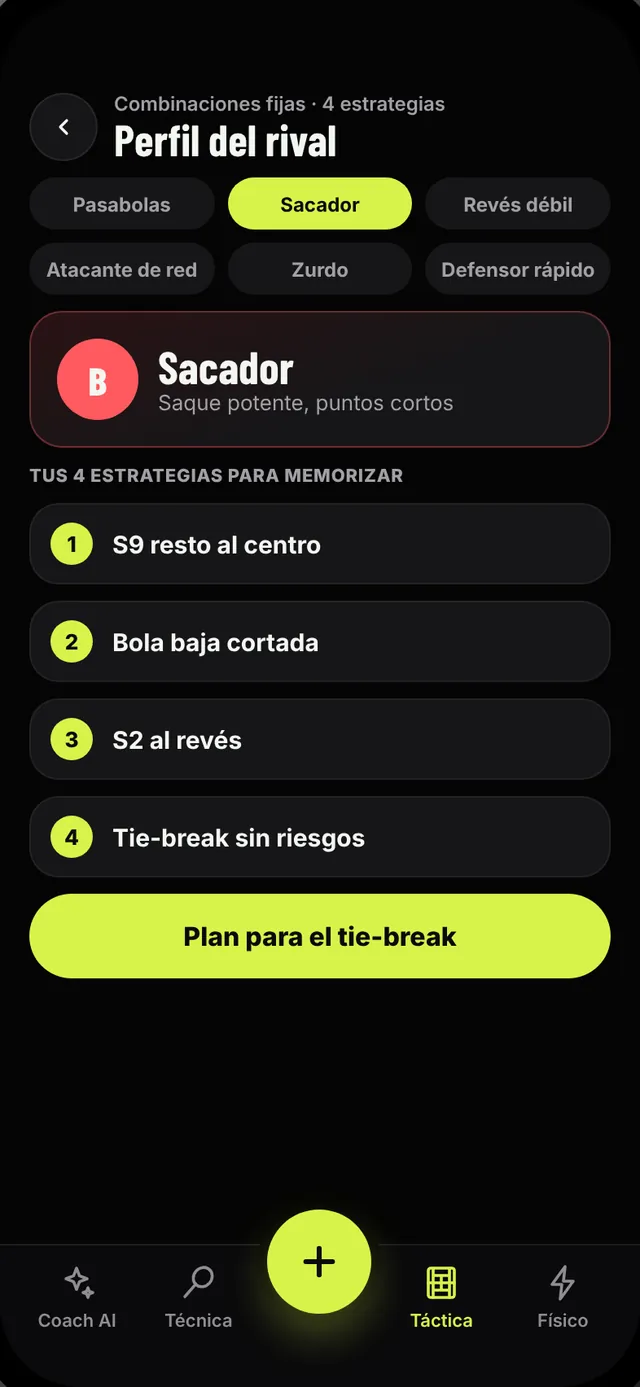 Combinaciones fijas · 4 estrategias
Perfil del rival
Pasabolas
Sacador
Revés débil
Atacante de red
Zurdo
Defensor rápido
B
Sacador
Saque potente, puntos cortos
TUS 4 ESTRATEGIAS PARA MEMORIZAR
1 S9 resto al centro
2 Bola baja cortada
3 S2 al revés
4 Tie-break sin riesgos
Plan para el tie-break
Coach AI
Técnica
Táctica
Físico